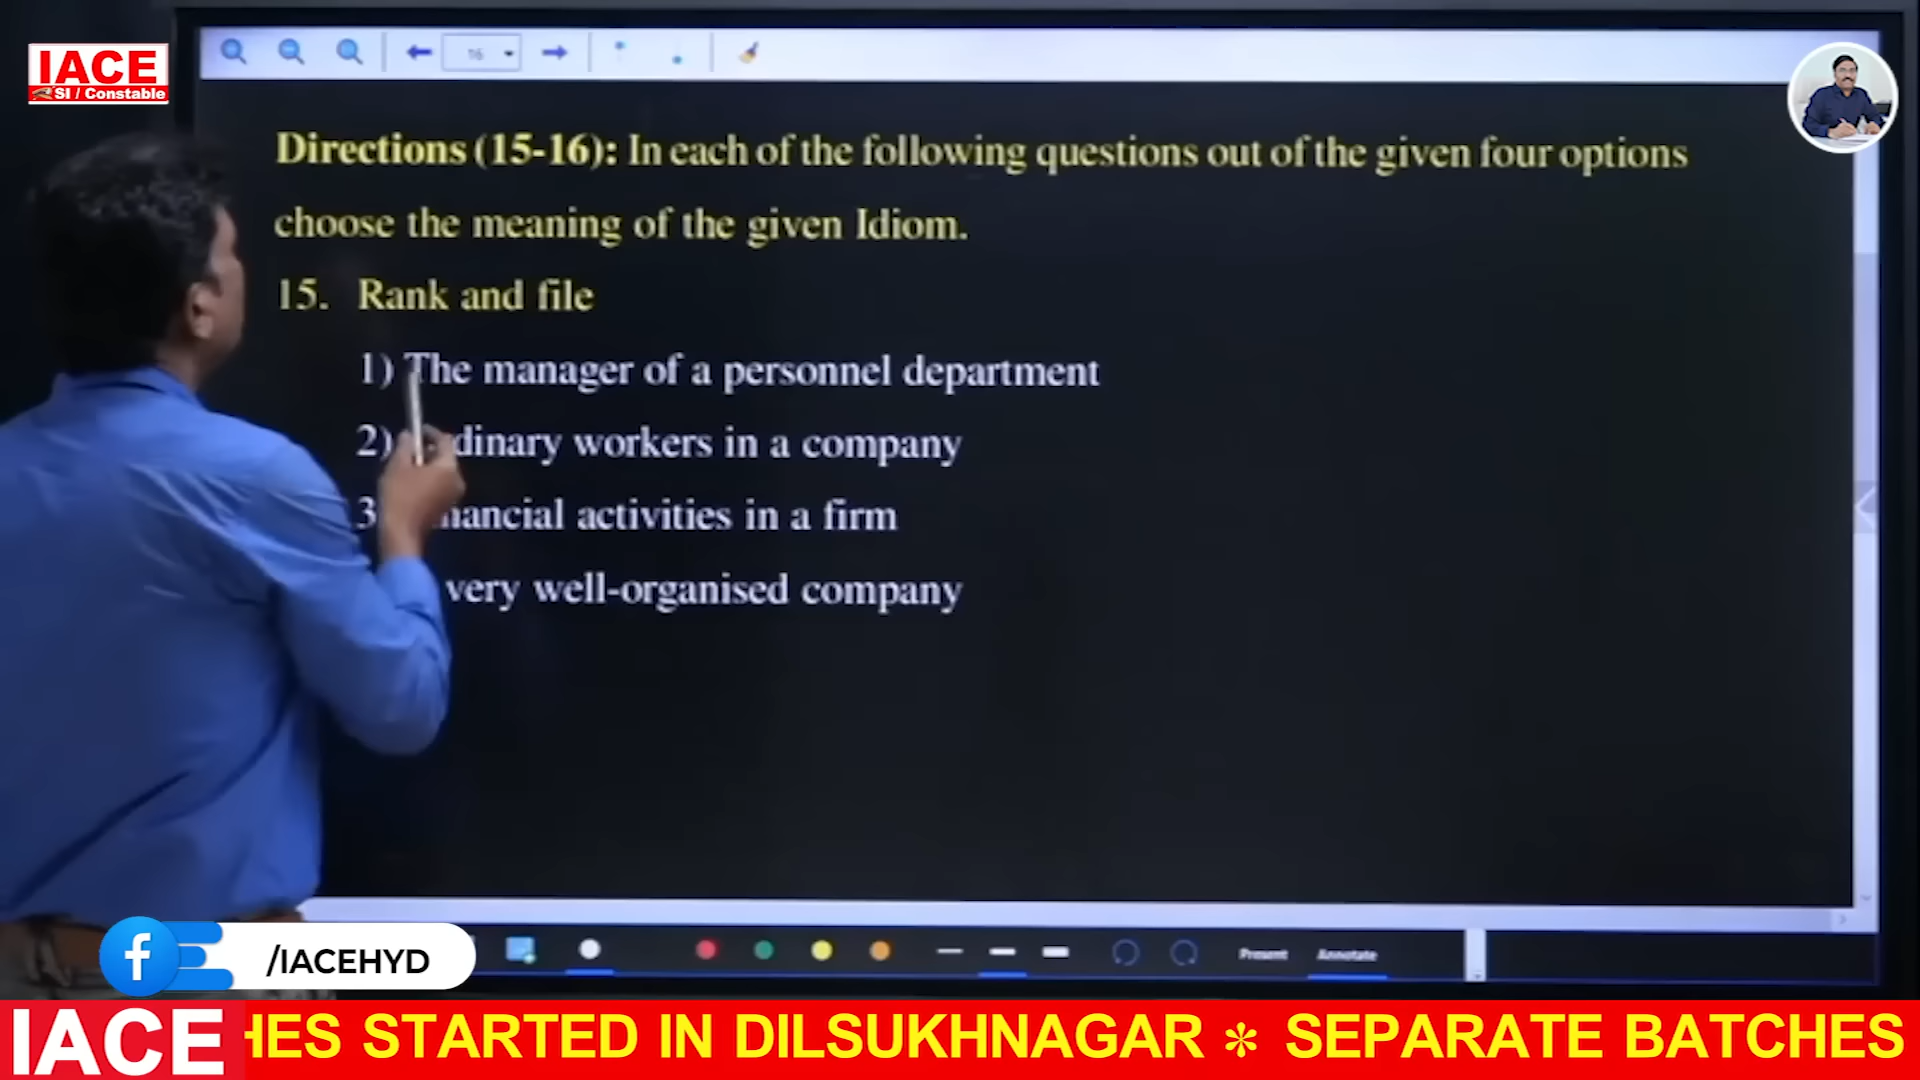 IACE
SI / Constable
16
Directions (15-16): In each of the following questions out of the given four options
choose the meaning of the given Idiom.
15. Rank and file
1) The manager of a personnel department
2) dinary workers in a company
3 nancial activities in a firm
very well-organised company
Present Annotate
/IACEHYD
IACE HES STARTED IN DILSUKHNAGAR * SEPARATE BATCHES